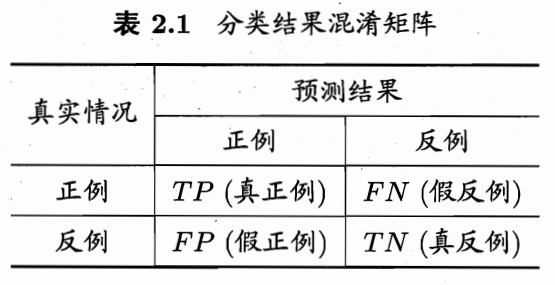 表 2.1 分类结果混淆矩阵
真实情况 预测结果
正例 反例
正例 TP (真正例) FN (假反例)
反例 FP (假正例) TN (真反例)